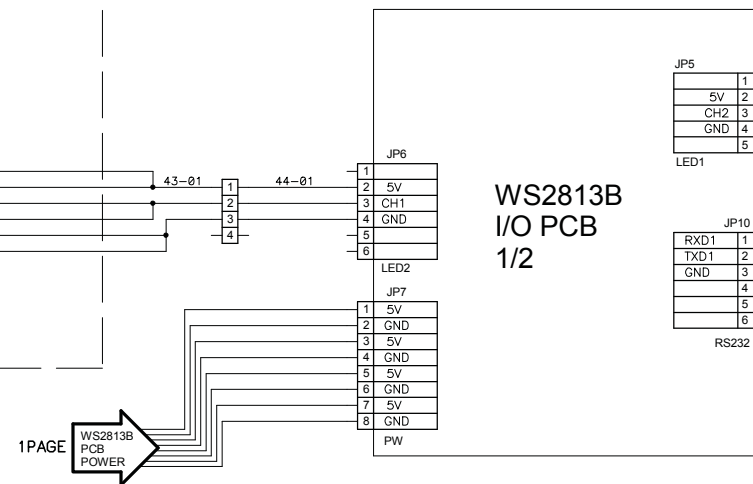 JP5
1
5V 2
CH2 3
GND 4
5
LED1
JP6
1
43-01 1 44-01 2 5V
2 3 CH1
3 4 GND
4 5
6
LED2
WS2813B
I/O PCB
1/2
JP10
RXD1 1
TXD1 2
GND 3
4
5
6
RS232
JP7
1 5V
2 GND
3 5V
4 GND
5 5V
6 GND
7 5V
8 GND
PW
1PAGE
WS2813B
PCB
POWER